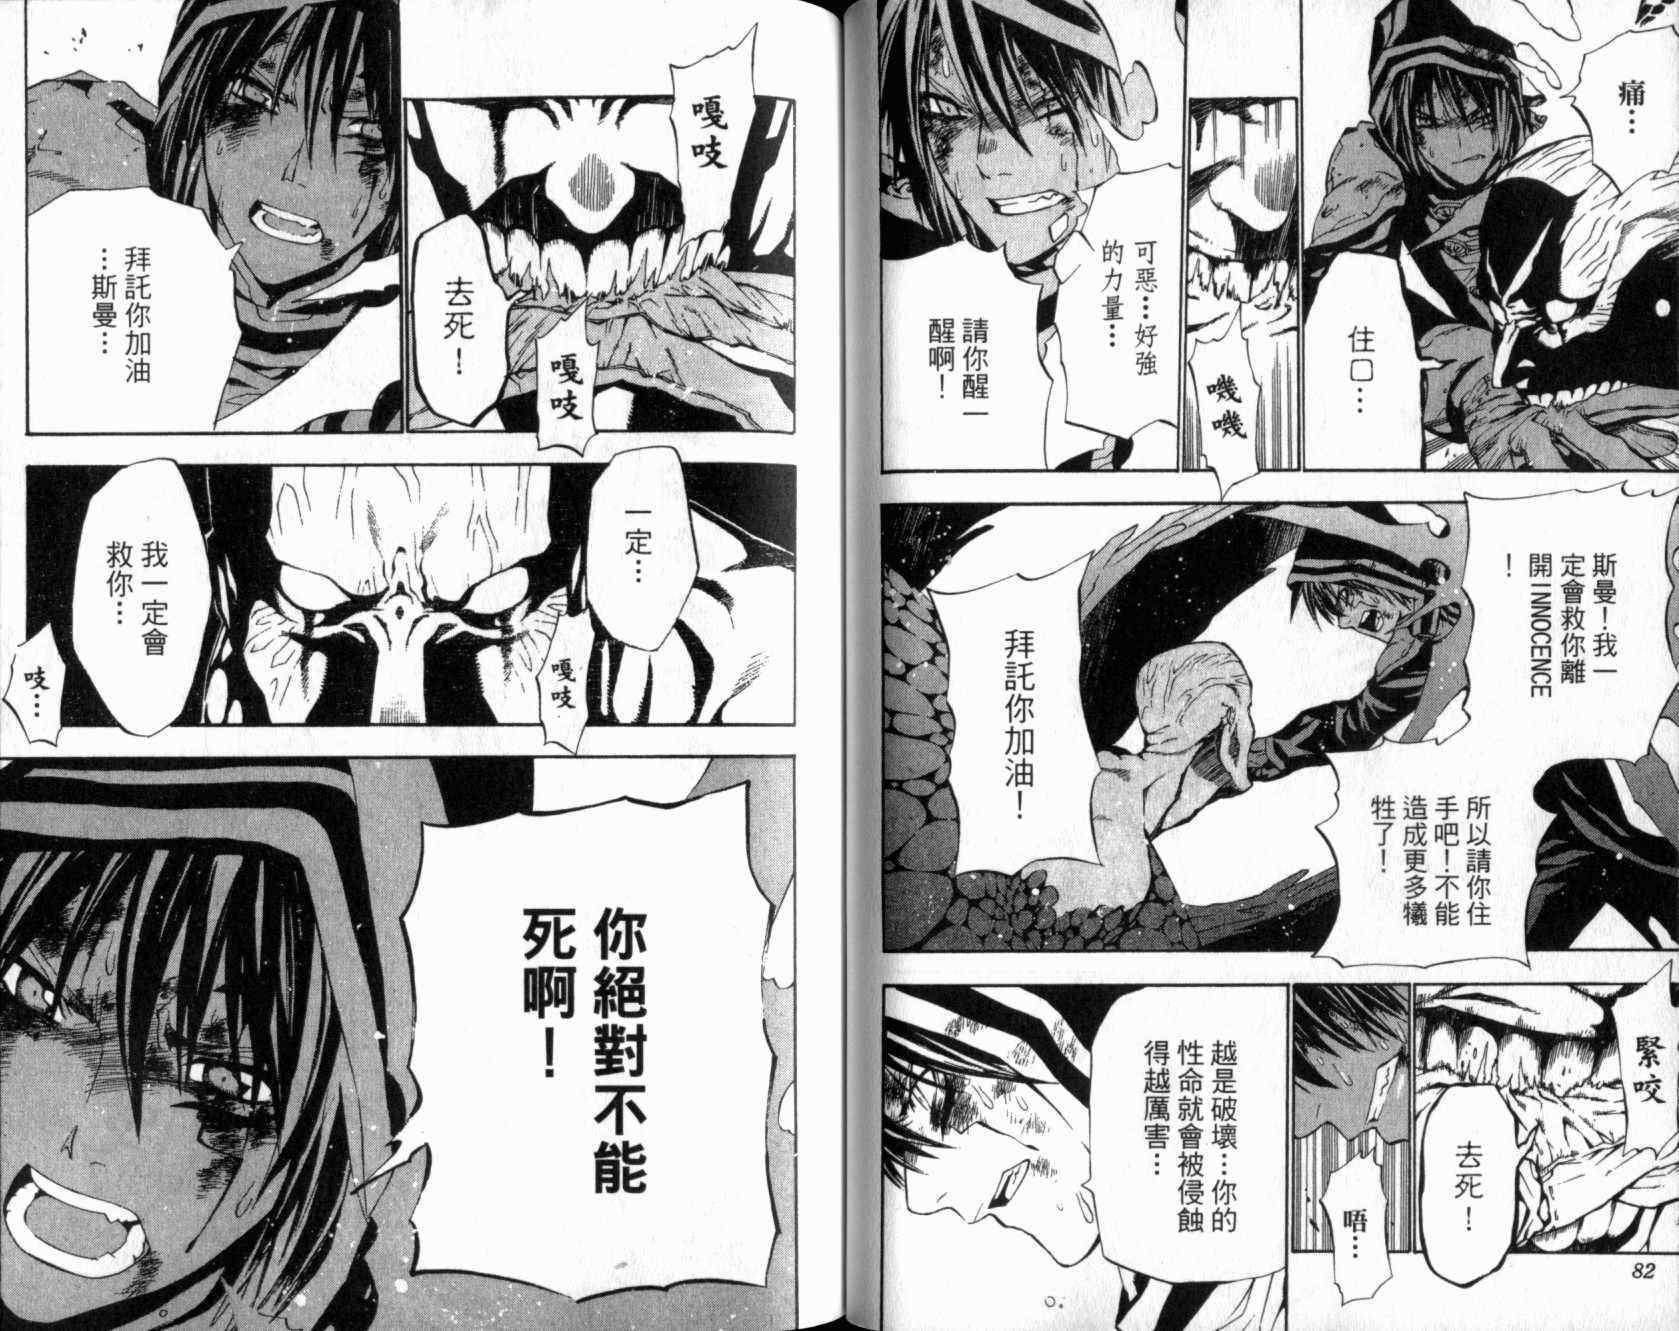 痛…
住口…
嘰嘰
可惡…好強
的力量…
請你醒一
醒啊！
斯曼！我一
定會救你離
開INNOCENCE
！
所以請你住
手吧！不能
造成更多犧
牲了！
拜託你加油！
緊咬
去死！
唔…
越是破壞…你的
性命就會被侵蝕
得越厲害…
82
嘎吱
去死！
嘎吱
拜託你加油
…斯曼…
一定…
嘎吱
我一定會
救你…
吱…
你絕對不能
死啊！